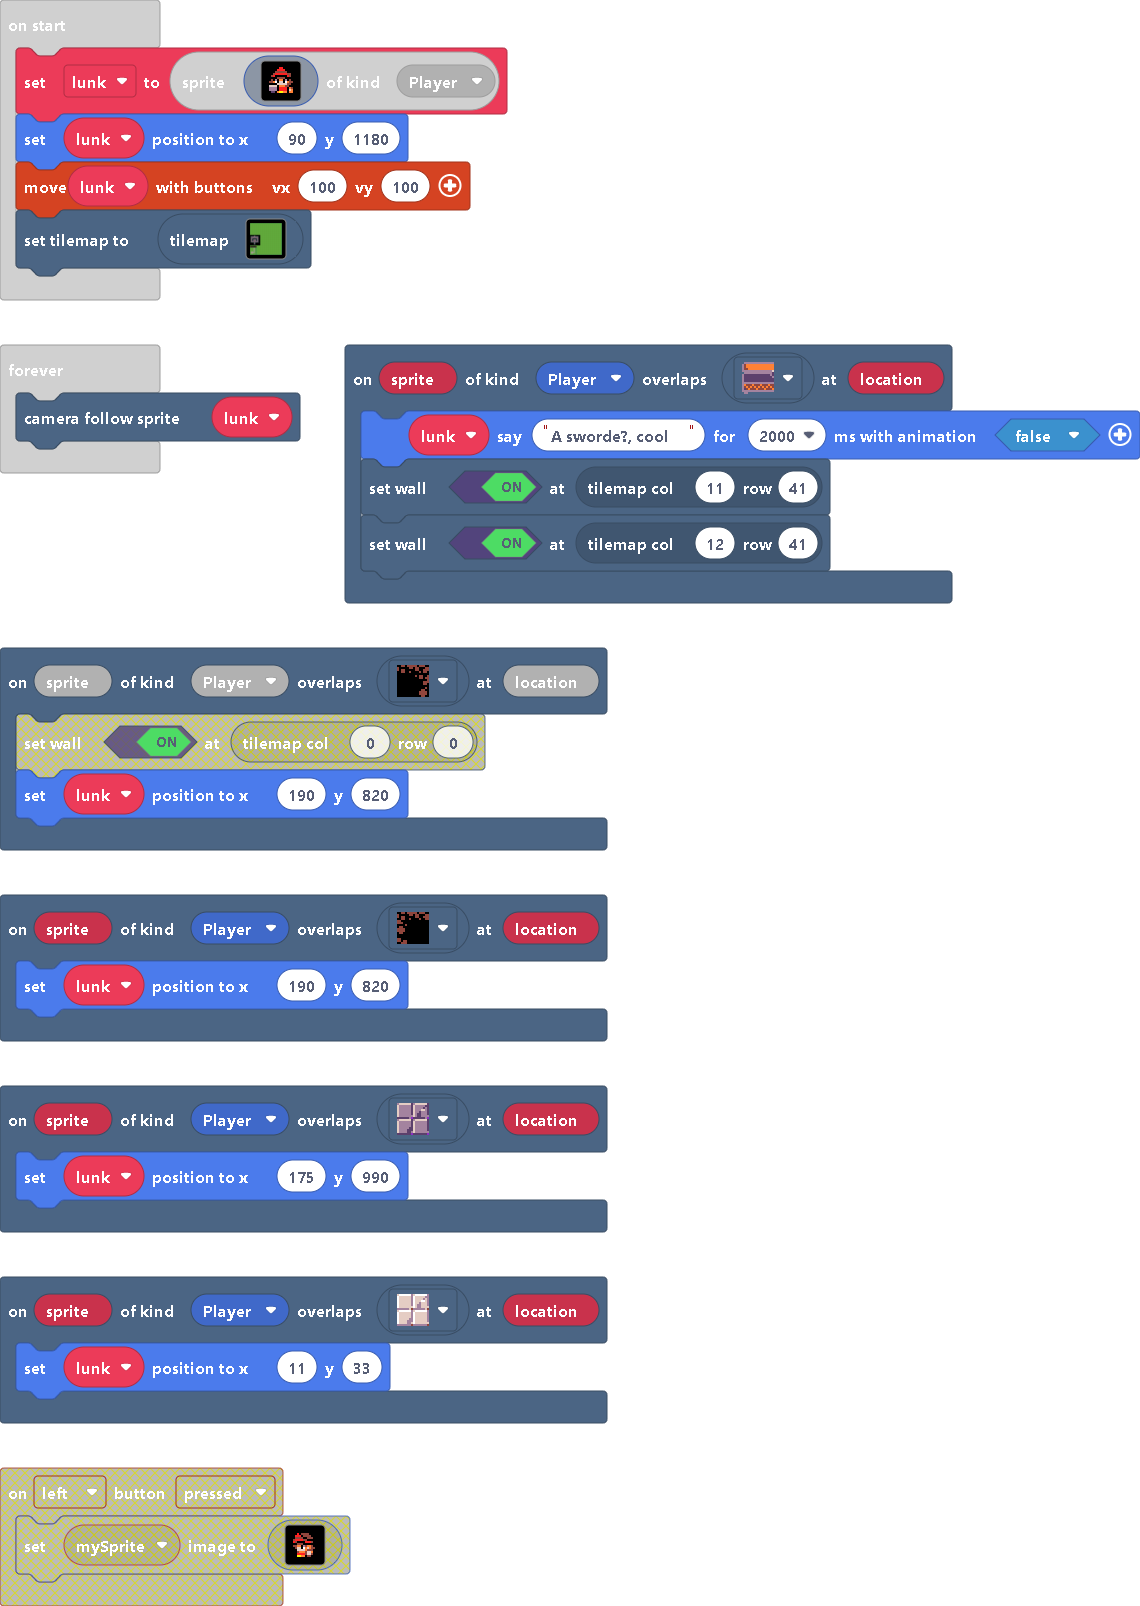 on start
set lunk to sprite of kind Player
set lunk position to x 90 y 1180
move lunk with buttons vx 100 vy 100
set tilemap to tilemap
forever
camera follow sprite lunk
on sprite of kind Player overlaps at location
lunk say "A sworde?, cool " for 2000 ms with animation false
set wall ON at tilemap col 11 row 41
set wall ON at tilemap col 12 row 41
on sprite of kind Player overlaps at location
set wall ON at tilemap col 0 row 0
set lunk position to x 190 y 820
on sprite of kind Player overlaps at location
set lunk position to x 190 y 820
on sprite of kind Player overlaps at location
set lunk position to x 175 y 990
on sprite of kind Player overlaps at location
set lunk position to x 11 y 33
on left button pressed
set mySprite image to